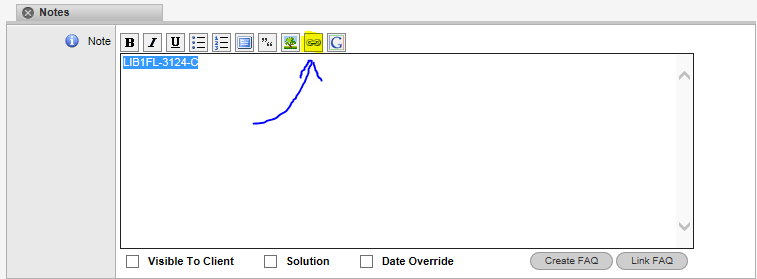 Notes
Note B I U " G
LIB1FL-3124-C
Visible To Client Solution Date Override Create FAQ Link FAQ